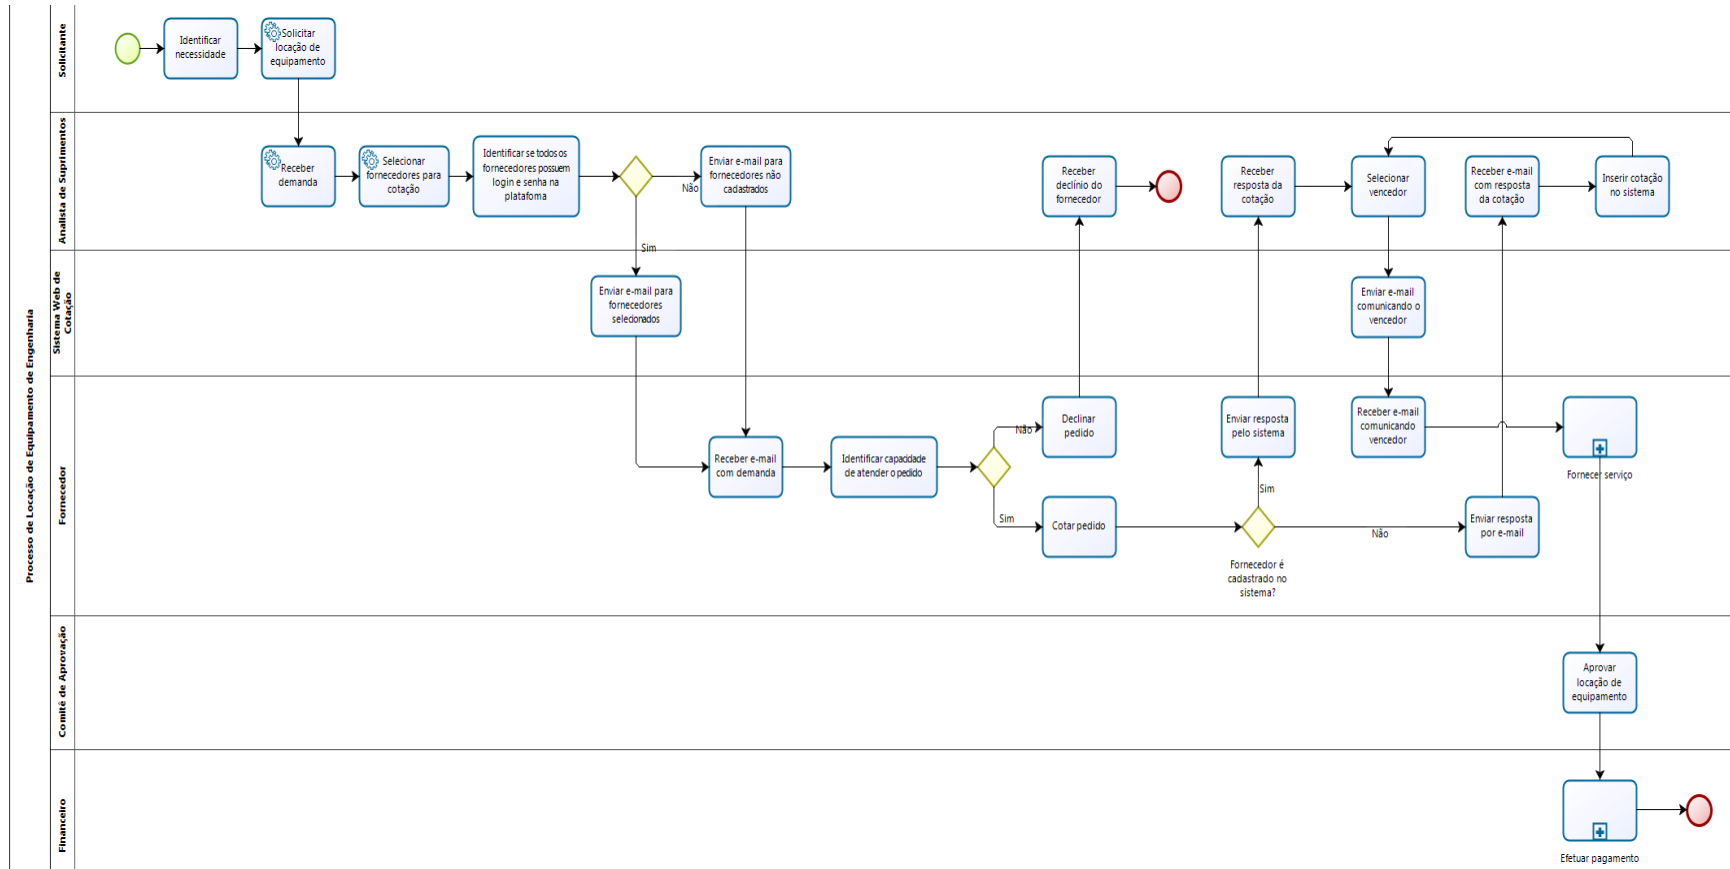 Processo de Locação de Equipamento de Engenharia
Solicitante
Identificar
necessidade
Solicitar
locação de
equipamento
Analista de Suprimentos
Receber
demanda
Selecionar
fornecedores para
cotação
Identificar se todos os
fornecedores possuem
login e senha na
plataforma
Não
Sim
Enviar e-mail para
fornecedores não
cadastrados
Receber
declínio do
fornecedor
Receber
resposta da
cotação
Selecionar
vencedor
Receber e-mail
com resposta
da cotação
Inserir cotação
no sistema
Sistema Web de
Cotação
Enviar e-mail para
fornecedores
selecionados
Enviar e-mail
comunicando o
vencedor
Fornecedor
Receber e-mail
com demanda
Identificar capacidade
de atender o pedido
Não
Sim
Declinar
pedido
Cotar pedido
Enviar resposta
pelo sistema
Sim
Não
Fornecedor é
cadastrado no
sistema?
Receber e-mail
comunicando
vencedor
Enviar resposta
por e-mail
Fornecer serviço
Comitê de Aprovação
Aprovar
locação de
equipamento
Financeiro
Efetuar pagamento